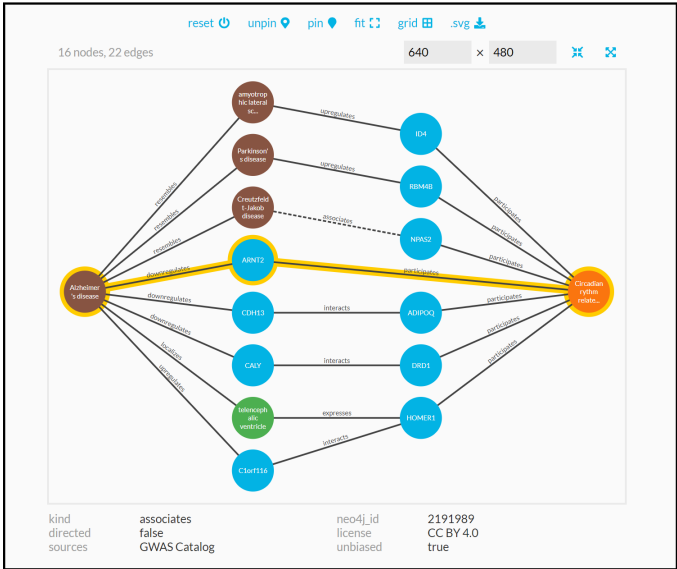 reset unpin pin fit grid .svg
16 nodes, 22 edges
640 × 480
amyotrop
hic lateral
sc...
upregulates
ID4
Parkinson'
s disease
upregulates
RBM4B
Creutzfeld
t-Jakob
disease
associates
NPAS2
resembles
resembles
resembles
participates
participates
participates
ARNT2
downregulates
participates
Alzheimer
's disease
Circadian
rythm
relate...
downregulates
CDH13
interacts
ADIPOQ
participates
downregulates
CALY
interacts
DRD1
participates
localizes
telenceph
alic
ventricle
expresses
HOMER1
participates
upregulates
interacts
C1orf116
kind associates neo4j_id 2191989
directed false license CC BY 4.0
sources GWAS Catalog unbiased true